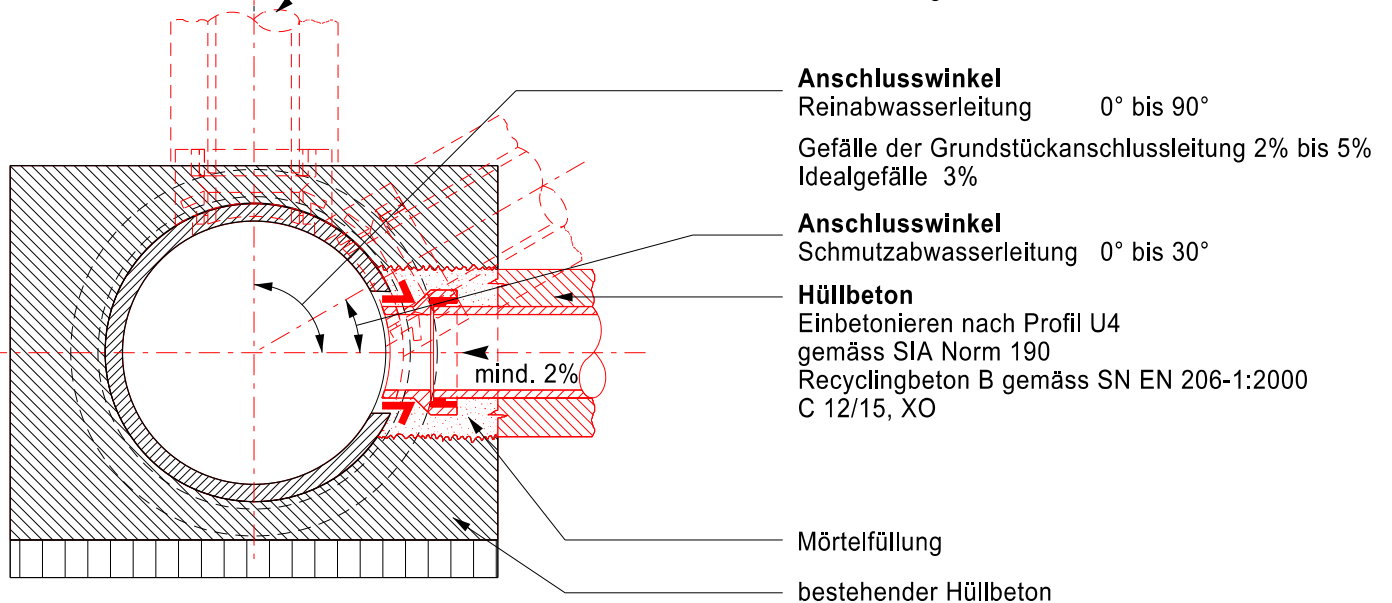 Anschlusswinkel
Reinabwasserleitung 0° bis 90°
Gefälle der Grundstückanschlussleitung 2% bis 5%
Idealgefälle 3%
Anschlusswinkel
Schmutzabwasserleitung 0° bis 30°
Hüllbeton
Einbetonieren nach Profil U4
gemäss SIA Norm 190
Recyclingbeton B gemäss SN EN 206-1:2000
C 12/15, XO
mind. 2%
Mörtelfüllung
bestehender Hüllbeton